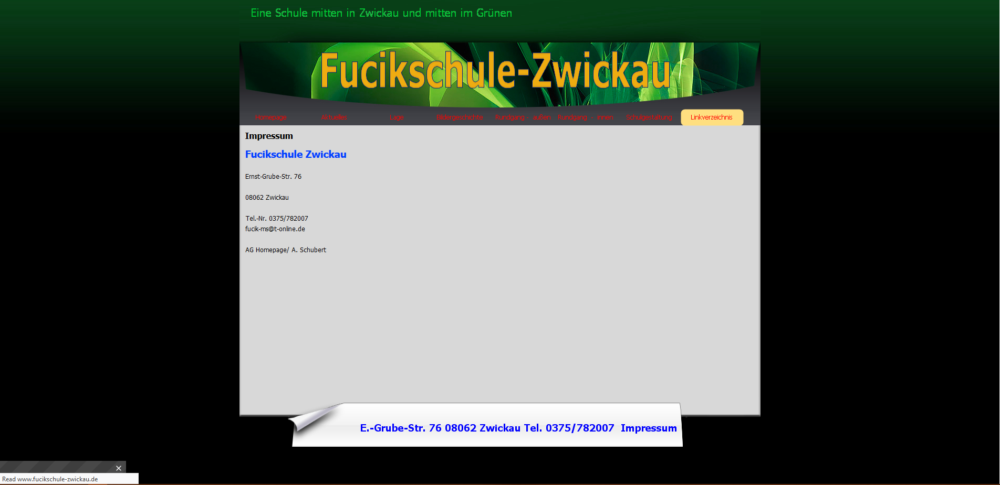 Eine Schule mitten in Zwickau und mitten im Grünen
Fucikschule-Zwickau
Homepage Aktuelles Lage Bildergeschichte Rundgang - außen Rundgang - innen Schulgestaltung Linkverzeichnis
Impressum
Fucikschule Zwickau
Ernst-Grube-Str. 76
08062 Zwickau
Tel.-Nr. 0375/782007
fucik-ms@t-online.de
AG Homepage/ A. Schubert
E.-Grube-Str. 76 08062 Zwickau Tel. 0375/782007 Impressum
Read www.fucikschule-zwickau.de